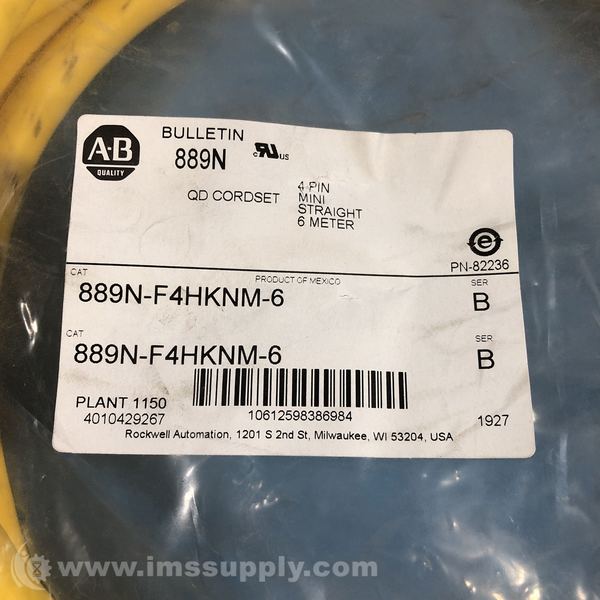 A-B
QUALITY
BULLETIN
889N
c RU US
QD CORDSET
4 PIN
MINI
STRAIGHT
6 METER
e
PN-82236
CAT
PRODUCT OF MEXICO
SER
889N-F4HKNM-6
B
CAT
SER
889N-F4HKNM-6
B
PLANT 1150
4010429267
10612598386984
1927
Rockwell Automation, 1201 S 2nd St, Milwaukee, WI 53204, USA
www.imssupply.com